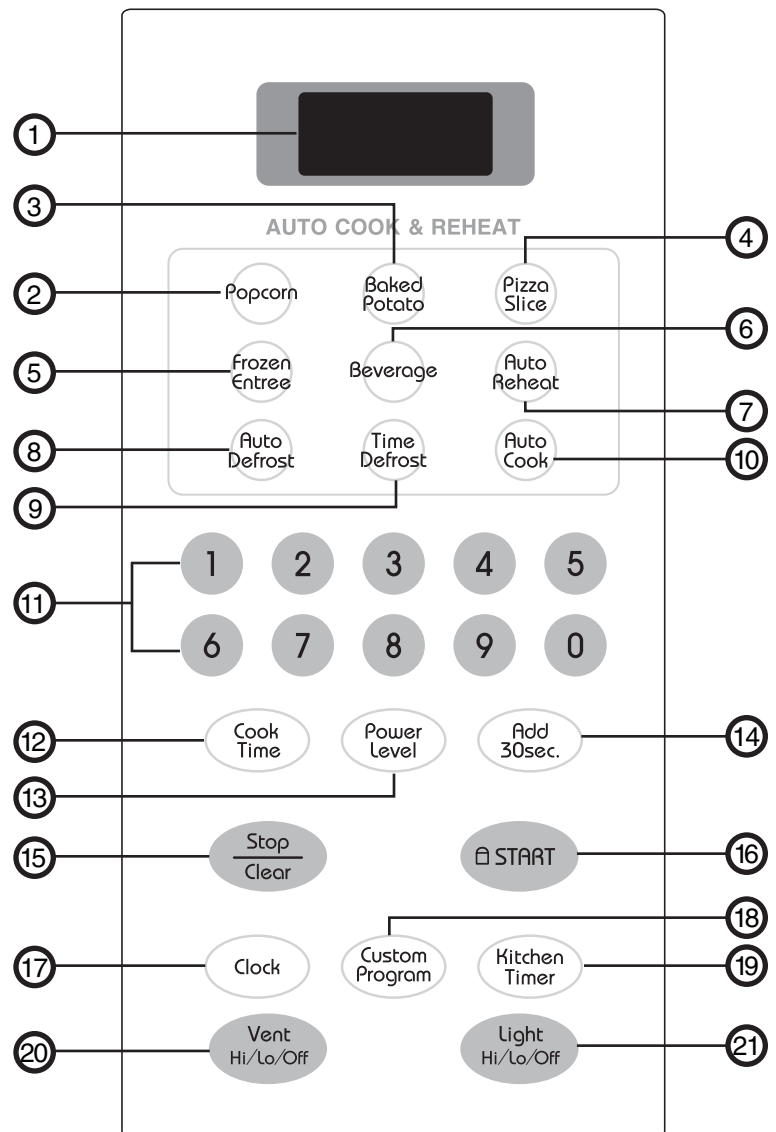 1
3
AUTO COOK & REHEAT
4
2
Popcorn
Baked
Potato
Pizza
Slice
6
5
Frozen
Entree
Beverage
Auto
Reheat
7
8
Auto
Defrost
Time
Defrost
Auto
Cook
10
9
11
1 2 3 4 5
6 7 8 9 0
12
Cook
Time
Power
Level
Add
30sec.
14
13
15
Stop
Clear
START
16
18
17
Clock
Custom
Program
Kitchen
Timer
19
20
Vent
Hi/Lo/Off
Light
Hi/Lo/Off
21